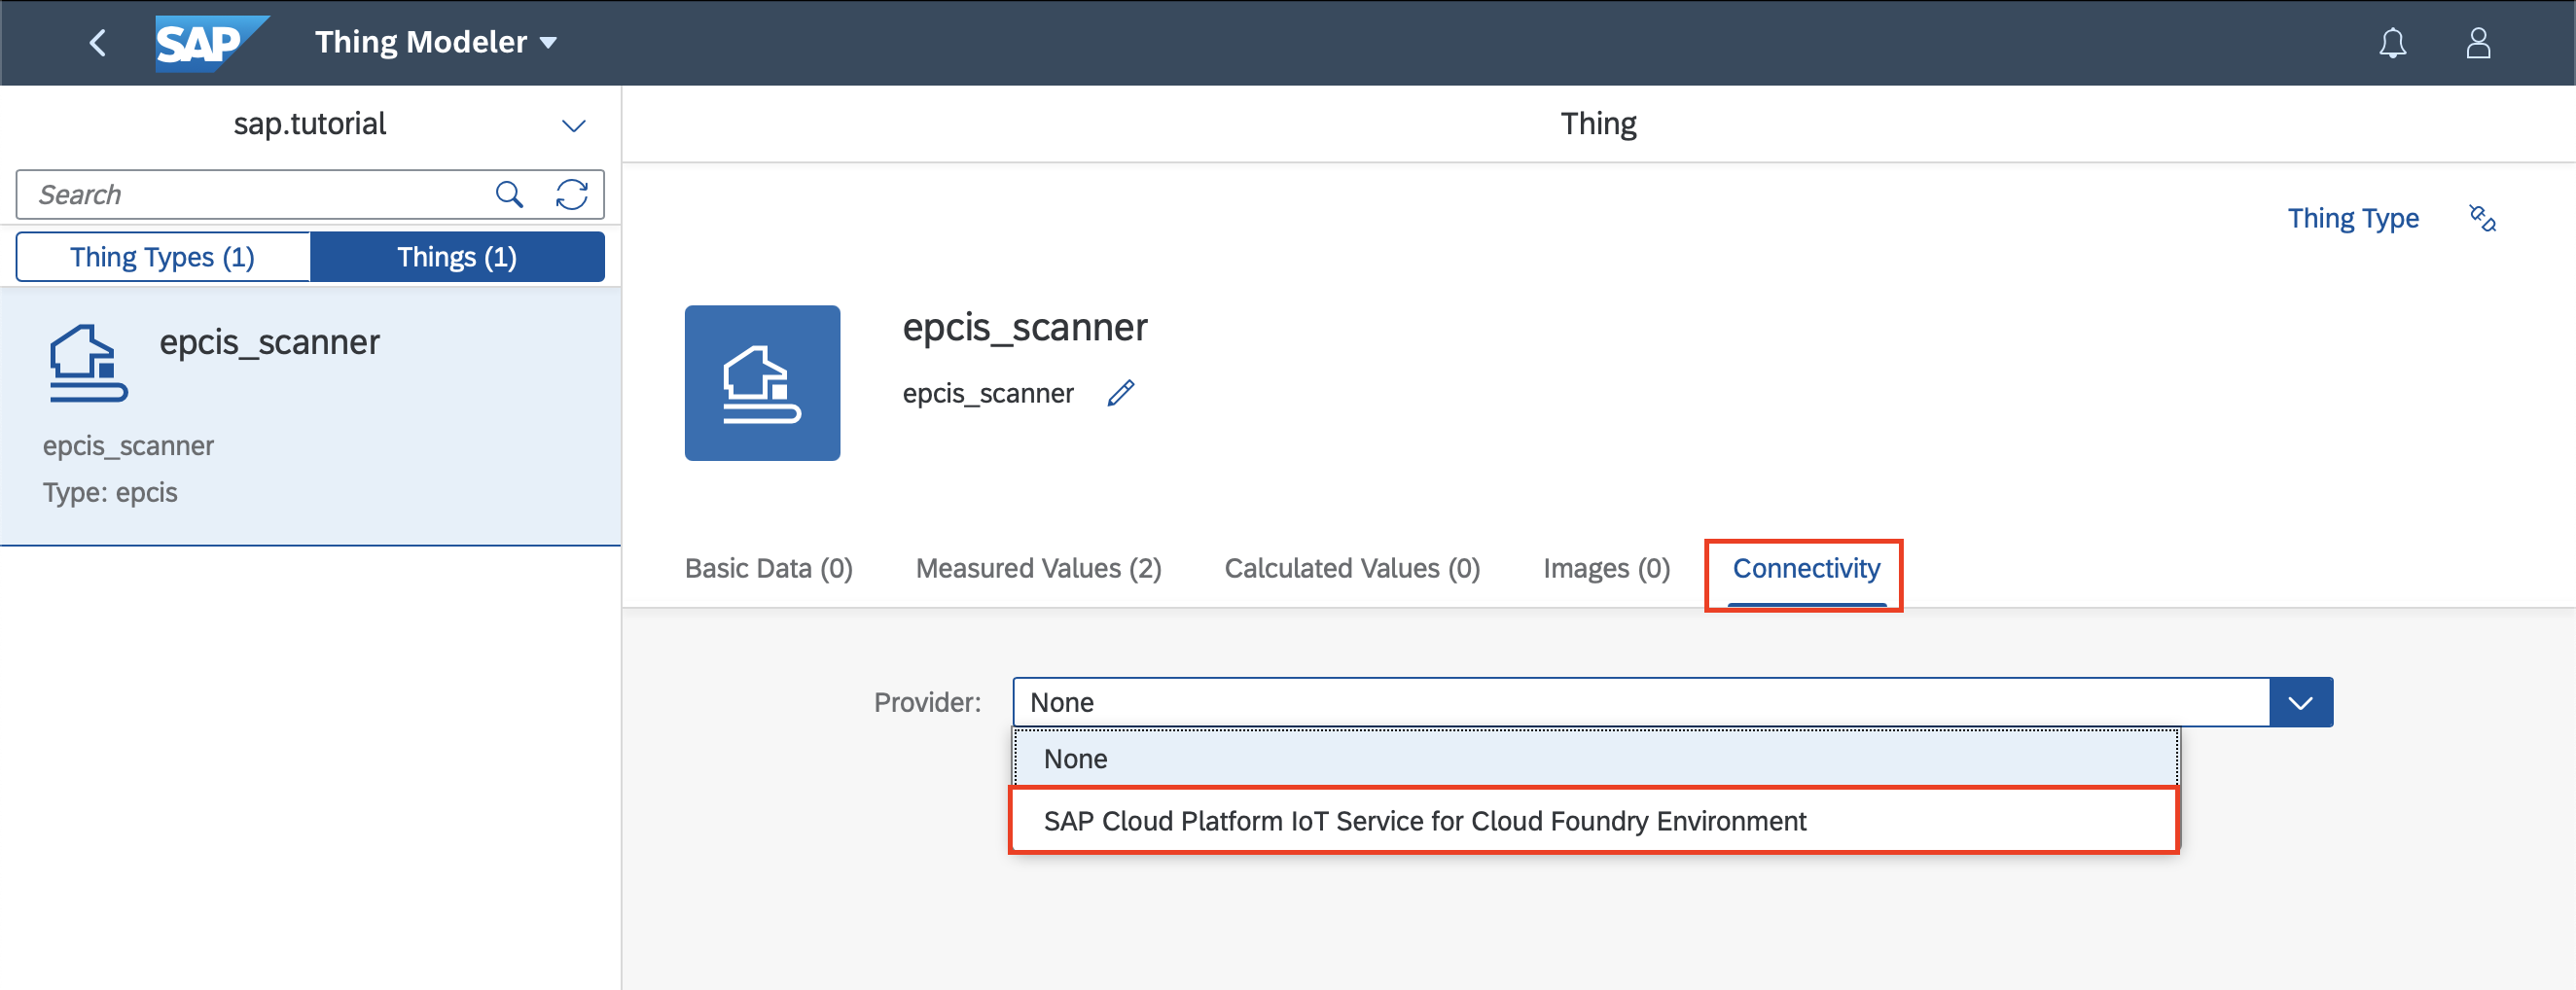 SAP Thing Modeler
sap.tutorial
Search
Thing Types (1) Things (1)
epcis_scanner
epcis_scanner
Type: epcis
Thing
Thing Type
epcis_scanner
epcis_scanner
Basic Data (0) Measured Values (2) Calculated Values (0) Images (0) Connectivity
Provider: None
None
SAP Cloud Platform IoT Service for Cloud Foundry Environment